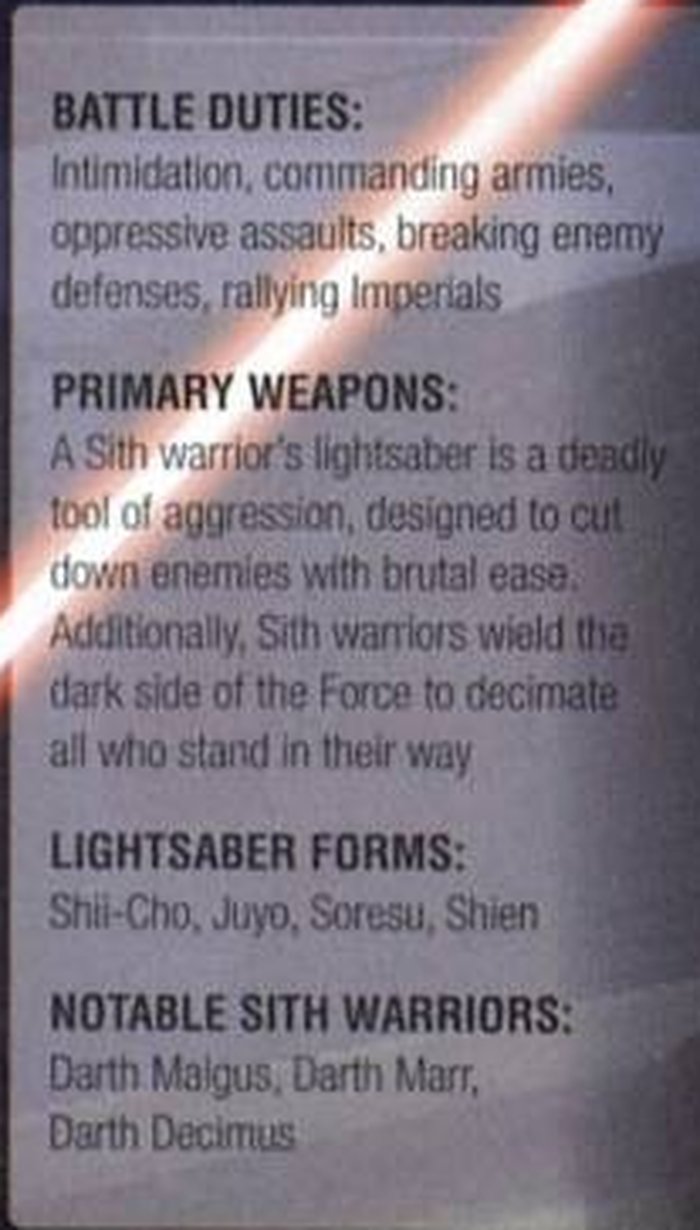 BATTLE DUTIES:
Intimidation, commanding armies,
oppressive assaults, breaking enemy
defenses, rallying Imperials
PRIMARY WEAPONS:
A Sith warrior's lightsaber is a deadly
tool of aggression, designed to cut
down enemies with brutal ease.
Additionally, Sith warriors wield the
dark side of the Force to decimate
all who stand in their way
LIGHTSABER FORMS:
Shii-Cho, Juyo, Soresu, Shien
NOTABLE SITH WARRIORS:
Darth Malgus, Darth Marr,
Darth Decimus